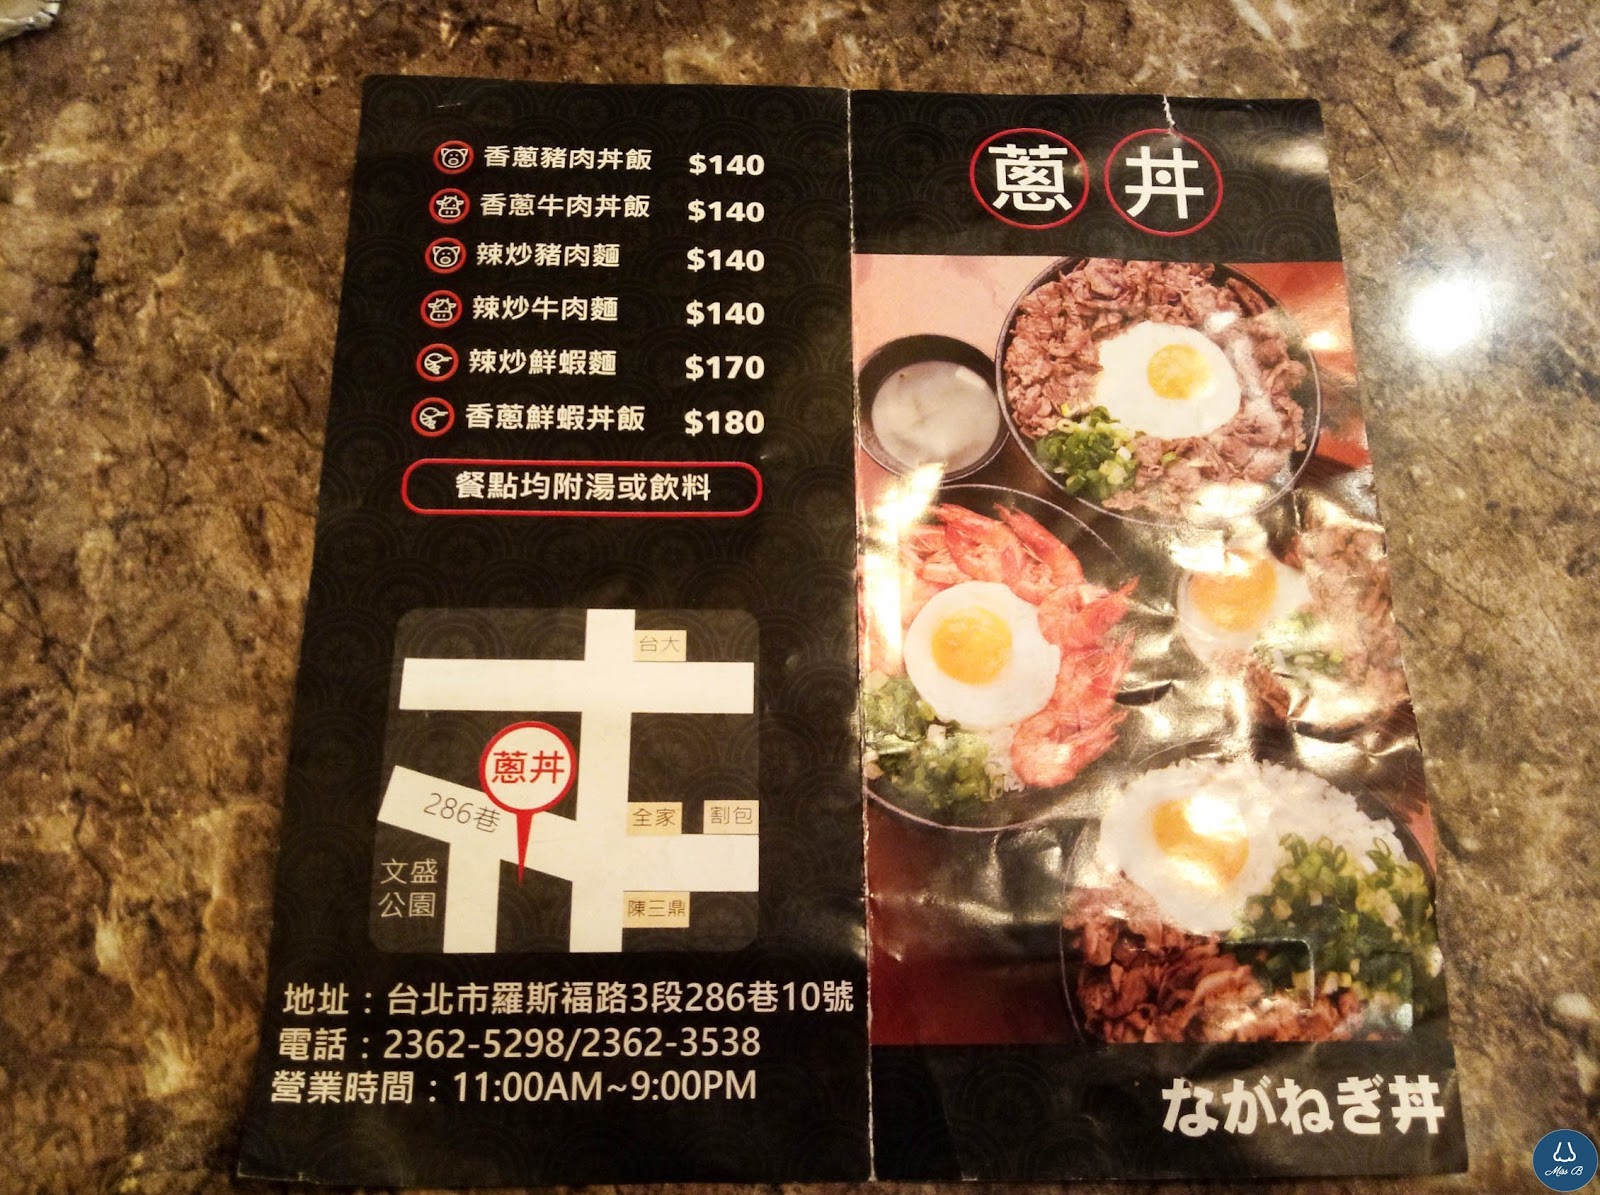 香蔥豬肉丼飯 $140
香蔥牛肉丼飯 $140
辣炒豬肉麵 $140
辣炒牛肉麵 $140
辣炒鮮蝦麵 $170
香蔥鮮蝦丼飯 $180
餐點均附湯或飲料
台大
蔥丼
286巷
全家
割包
文盛
公園
陳三鼎
地址：台北市羅斯福路3段286巷10號
電話：2362-5298/2362-3538
營業時間：11:00AM~9:00PM
蔥丼
ながねぎ丼
Miss B